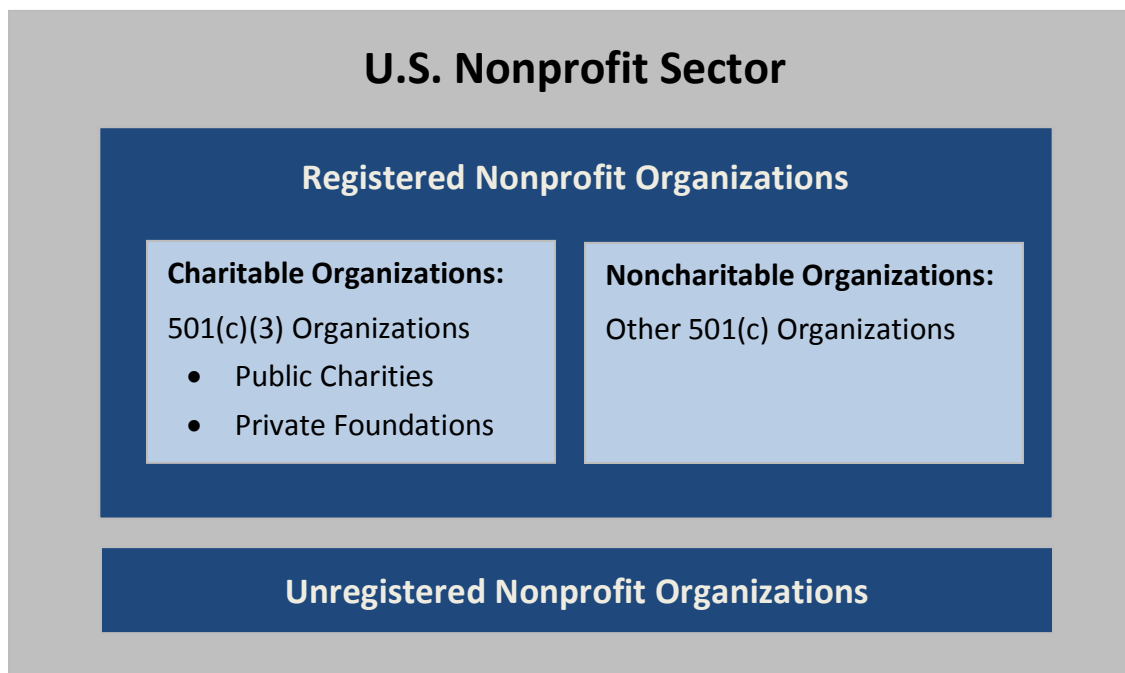 U.S. Nonprofit Sector
Registered Nonprofit Organizations
Charitable Organizations:
501(c)(3) Organizations
• Public Charities
• Private Foundations
Noncharitable Organizations:
Other 501(c) Organizations
Unregistered Nonprofit Organizations